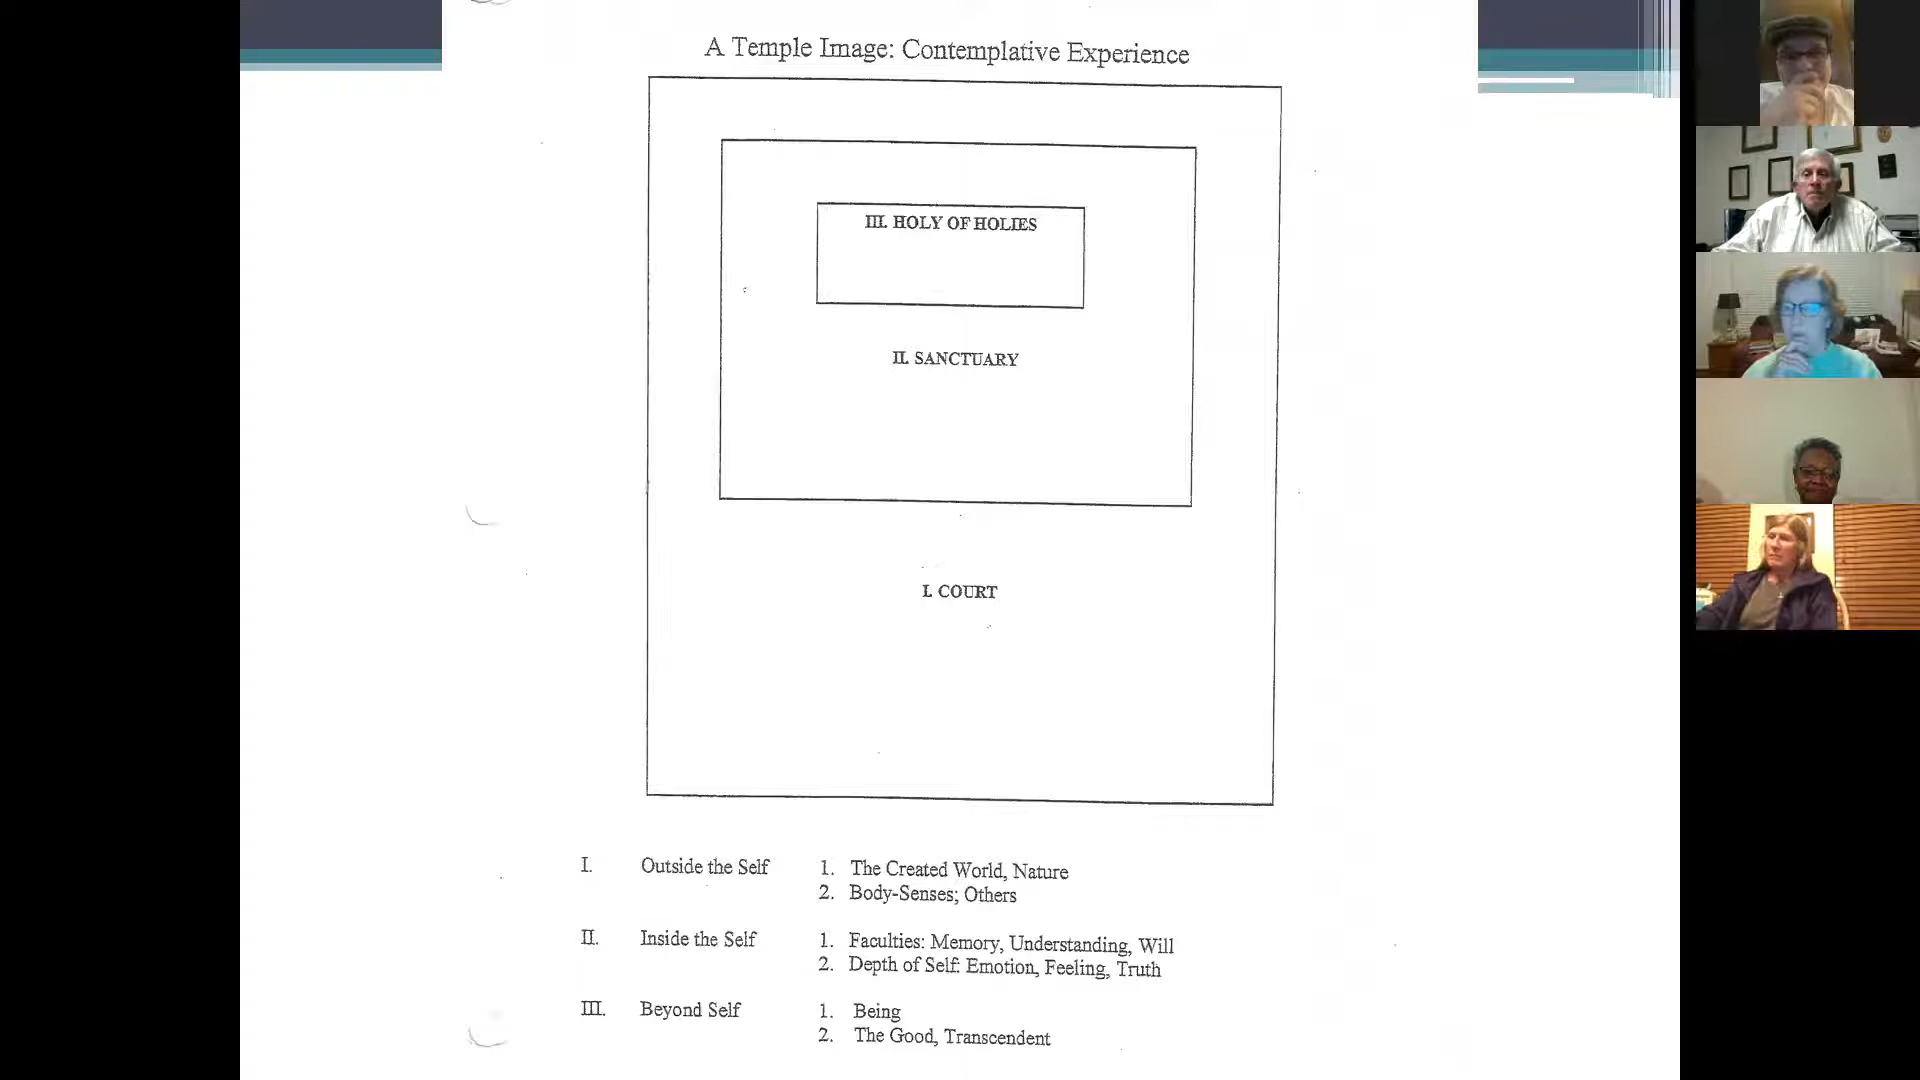 A Temple Image: Contemplative Experience
III. HOLY OF HOLIES
II. SANCTUARY
I. COURT
I. Outside the Self 1. The Created World, Nature
2. Body-Senses; Others
II. Inside the Self 1. Faculties: Memory, Understanding, Will
2. Depth of Self: Emotion, Feeling, Truth
III. Beyond Self 1. Being
2. The Good, Transcendent